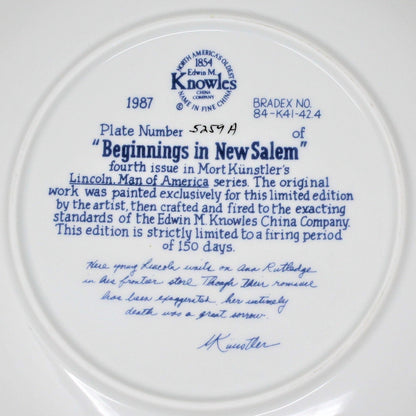 NORTH AMERICA'S OLDEST
1854
Edwin M.
Knowles
CHINA
COMPANY
© NAME IN FINE CHINA
1987
BRADEX NO.
84-K41-42.4
Plate Number 5259A of
"Beginnings in New Salem"
fourth issue in Mort Künstler's
Lincoln, Man of America series. The original
work was painted exclusively for this limited edition
by the artist, then crafted and fired to the exacting
standards of the Edwin M. Knowles China Company.
This edition is strictly limited to a firing period
of 150 days.
Here young Lincoln waits on Ann Rutledge
in his frontier store. Though their romance
has been exaggerated, her untimely
death was a great sorrow.
MKunstler